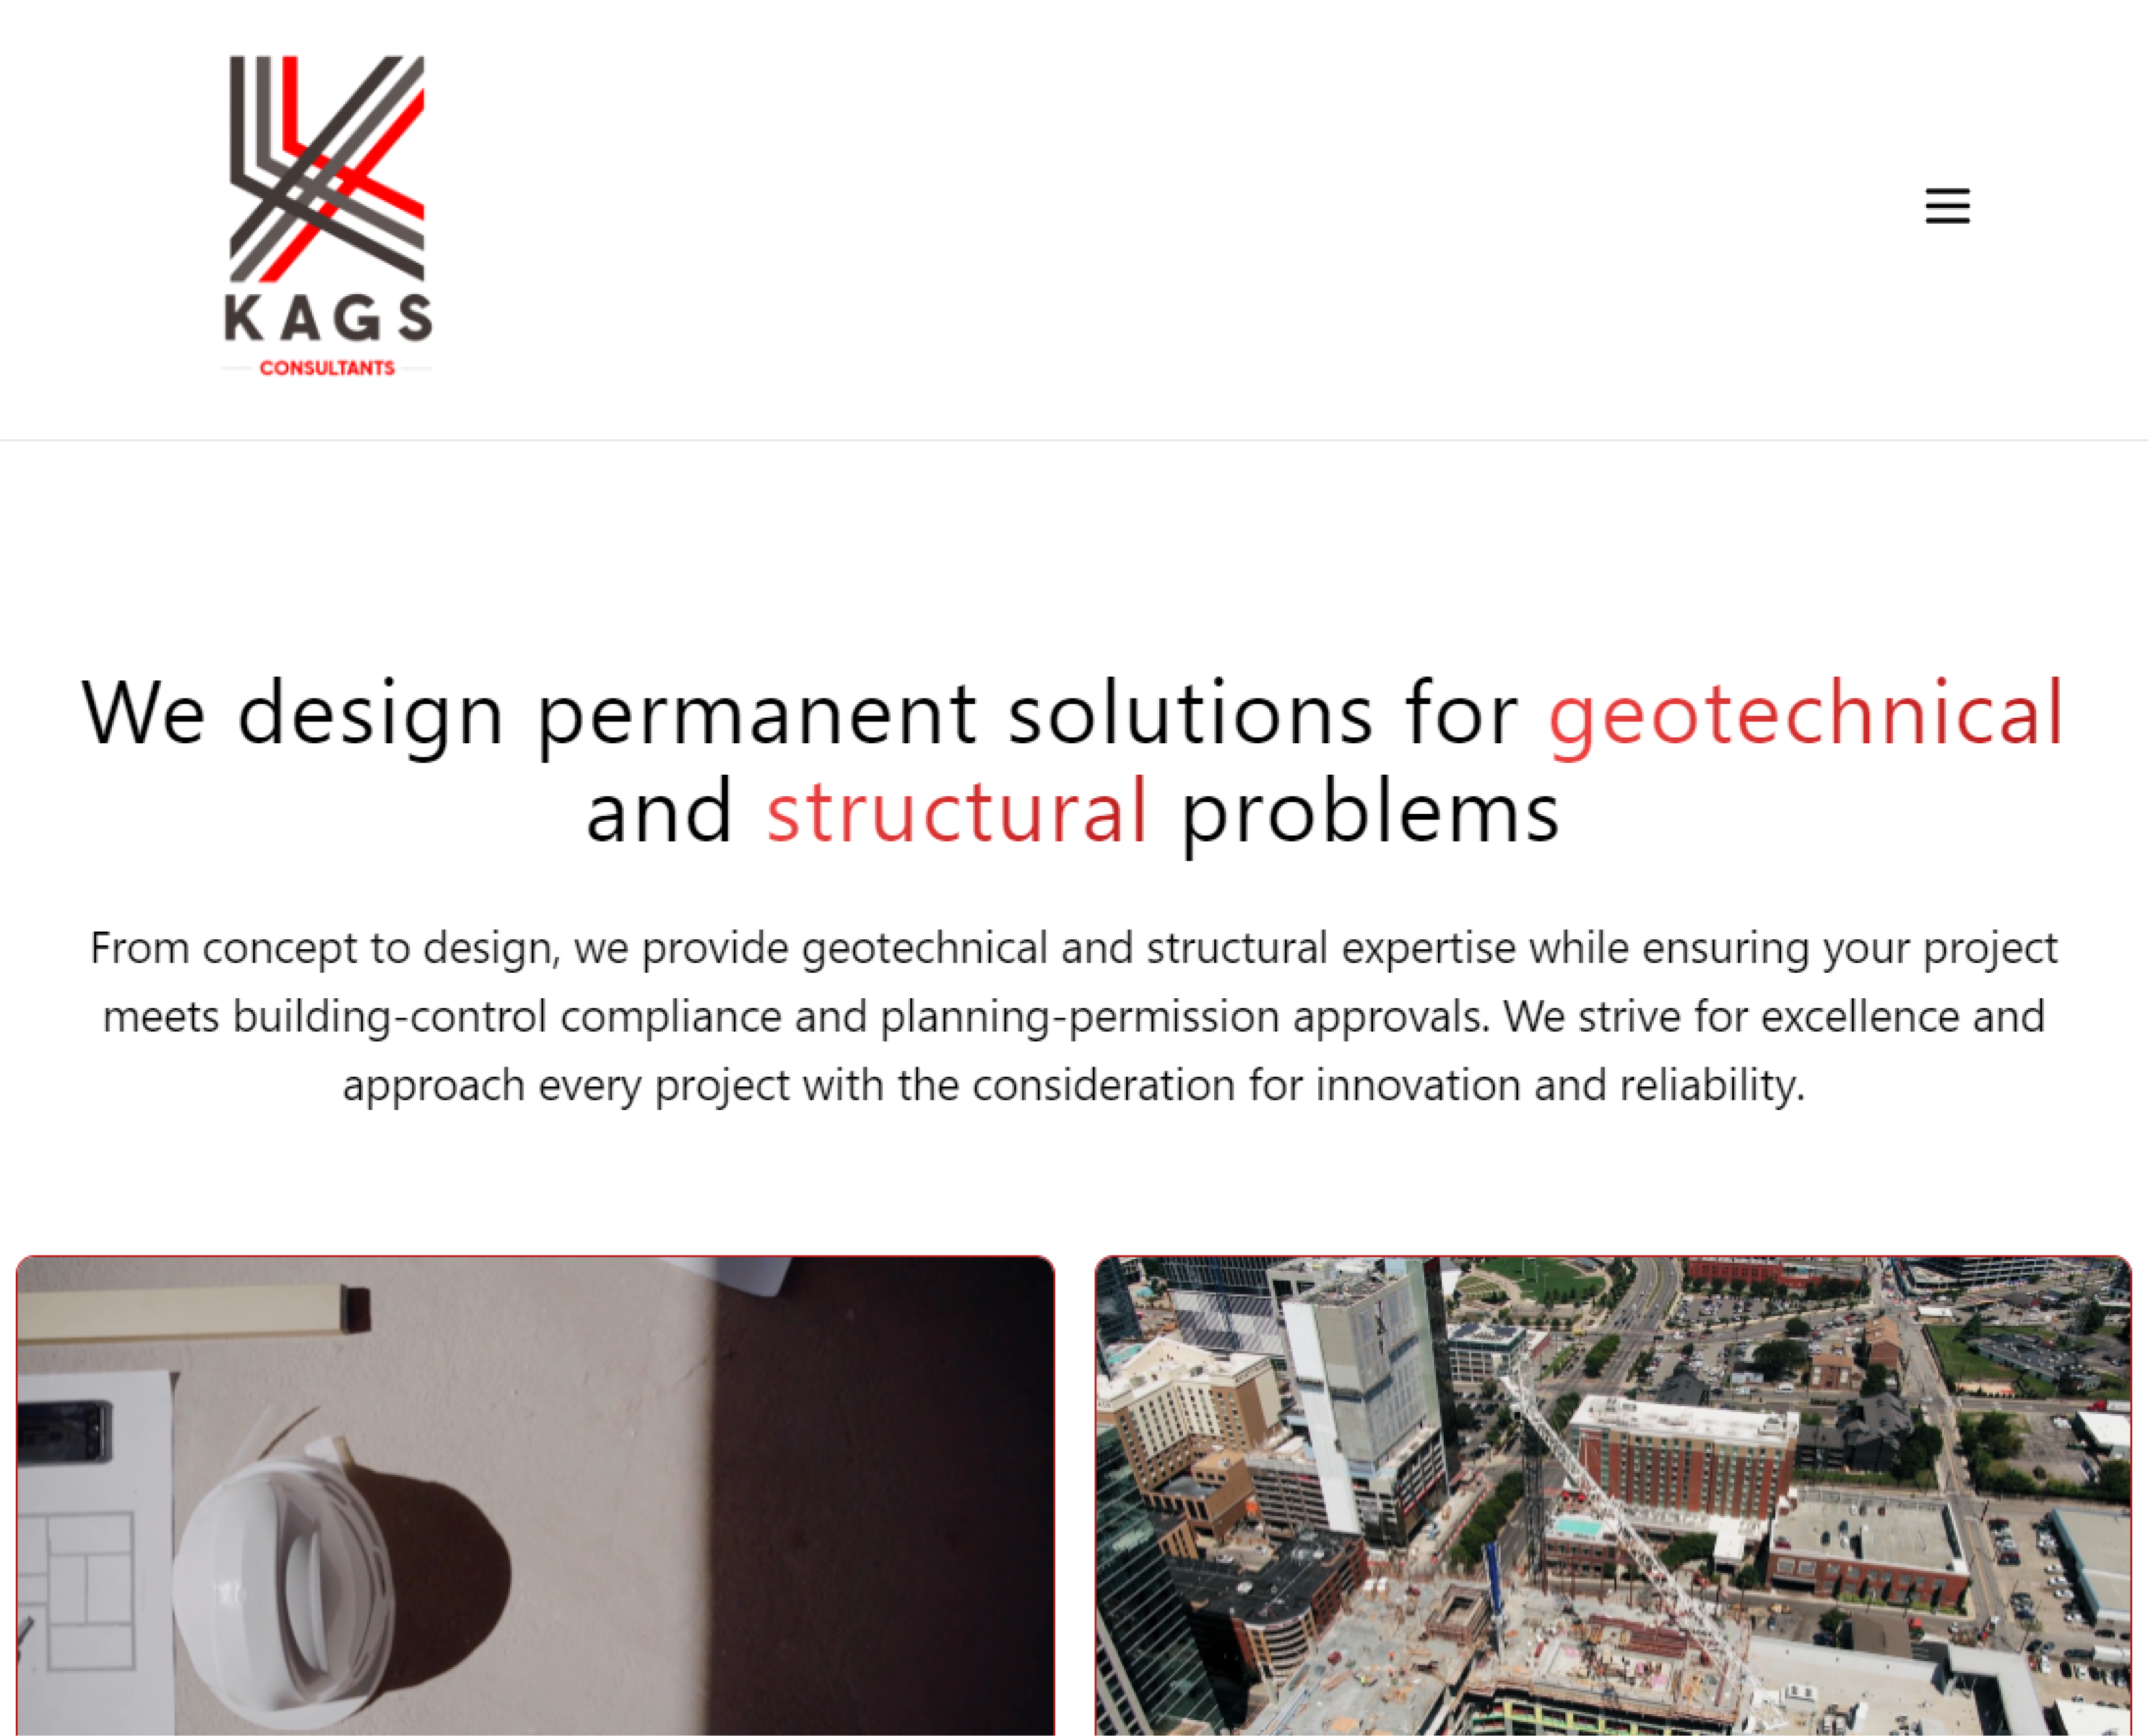 KAGS
CONSULTANTS
We design permanent solutions for geotechnical
and structural problems
From concept to design, we provide geotechnical and structural expertise while ensuring your project
meets building-control compliance and planning-permission approvals. We strive for excellence and
approach every project with the consideration for innovation and reliability.